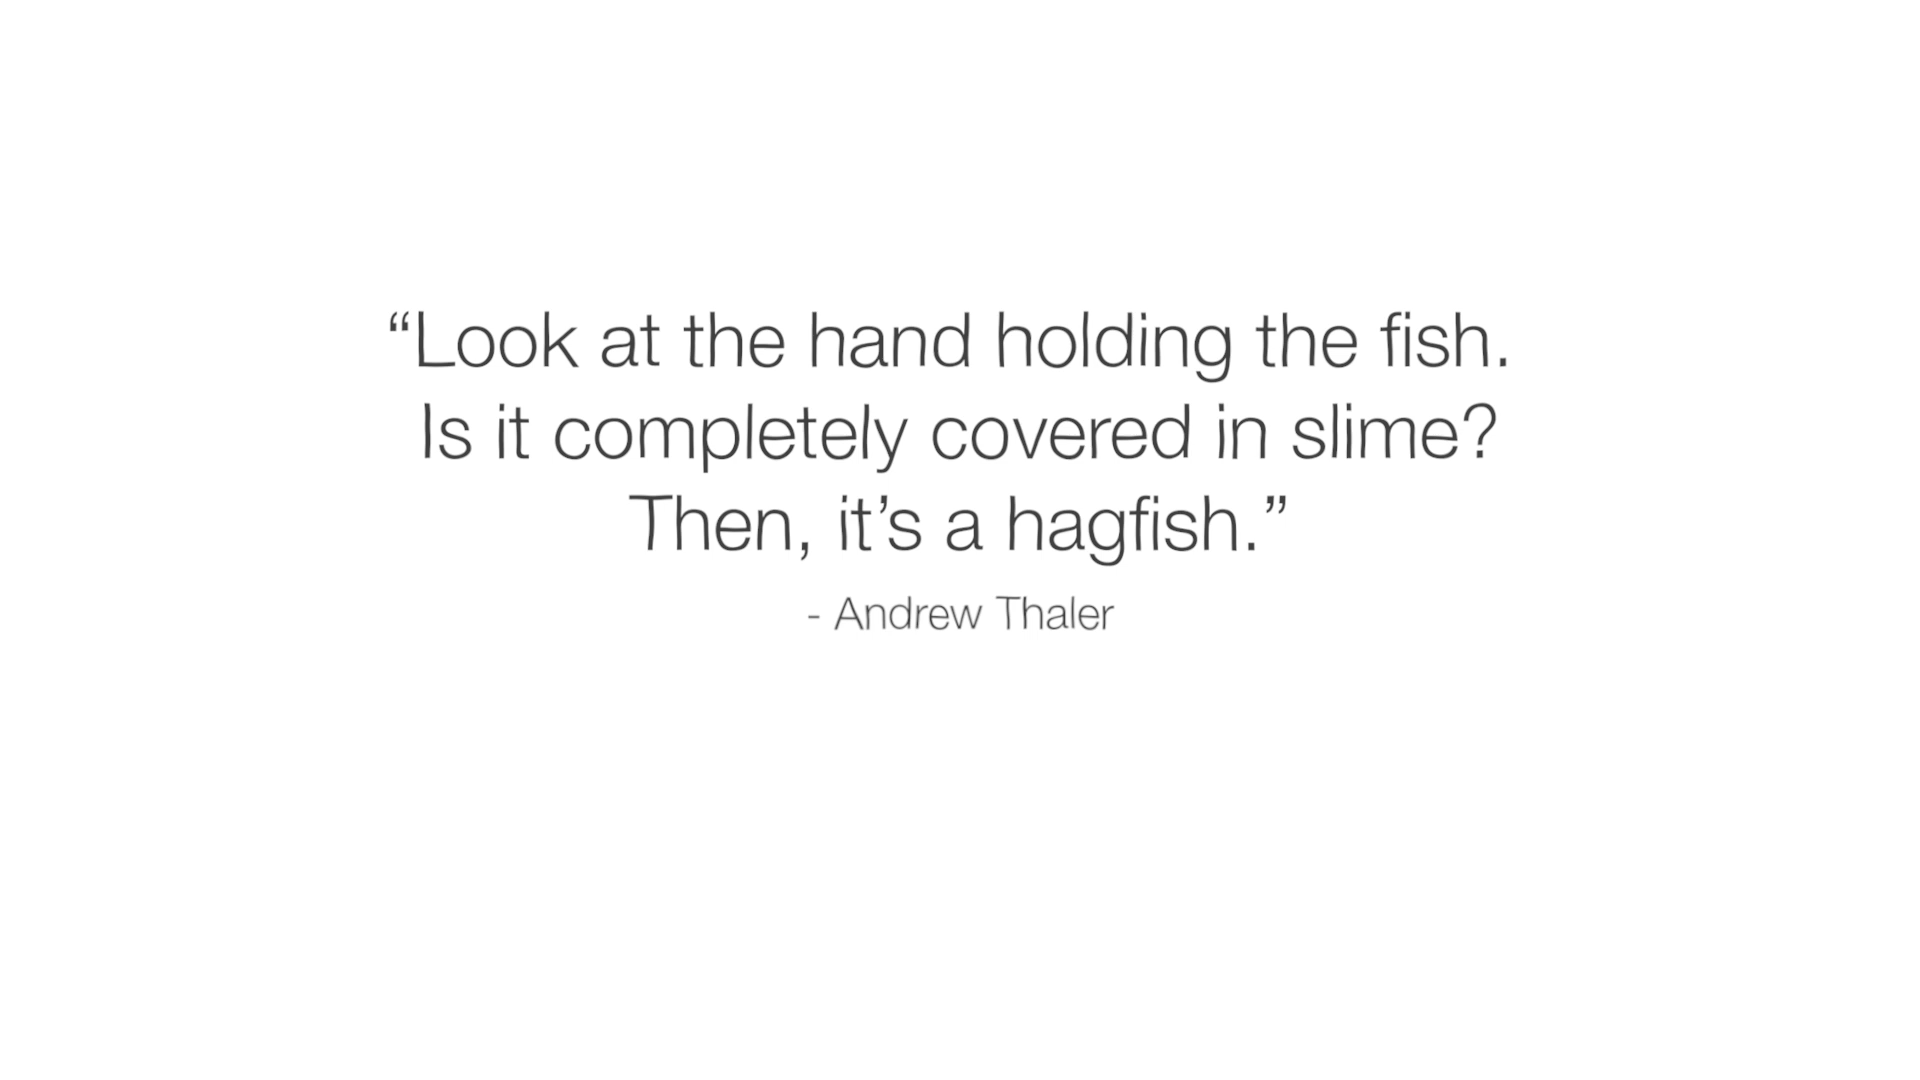 “Look at the hand holding the fish.
Is it completely covered in slime?
Then, it’s a hagfish.”
- Andrew Thaler